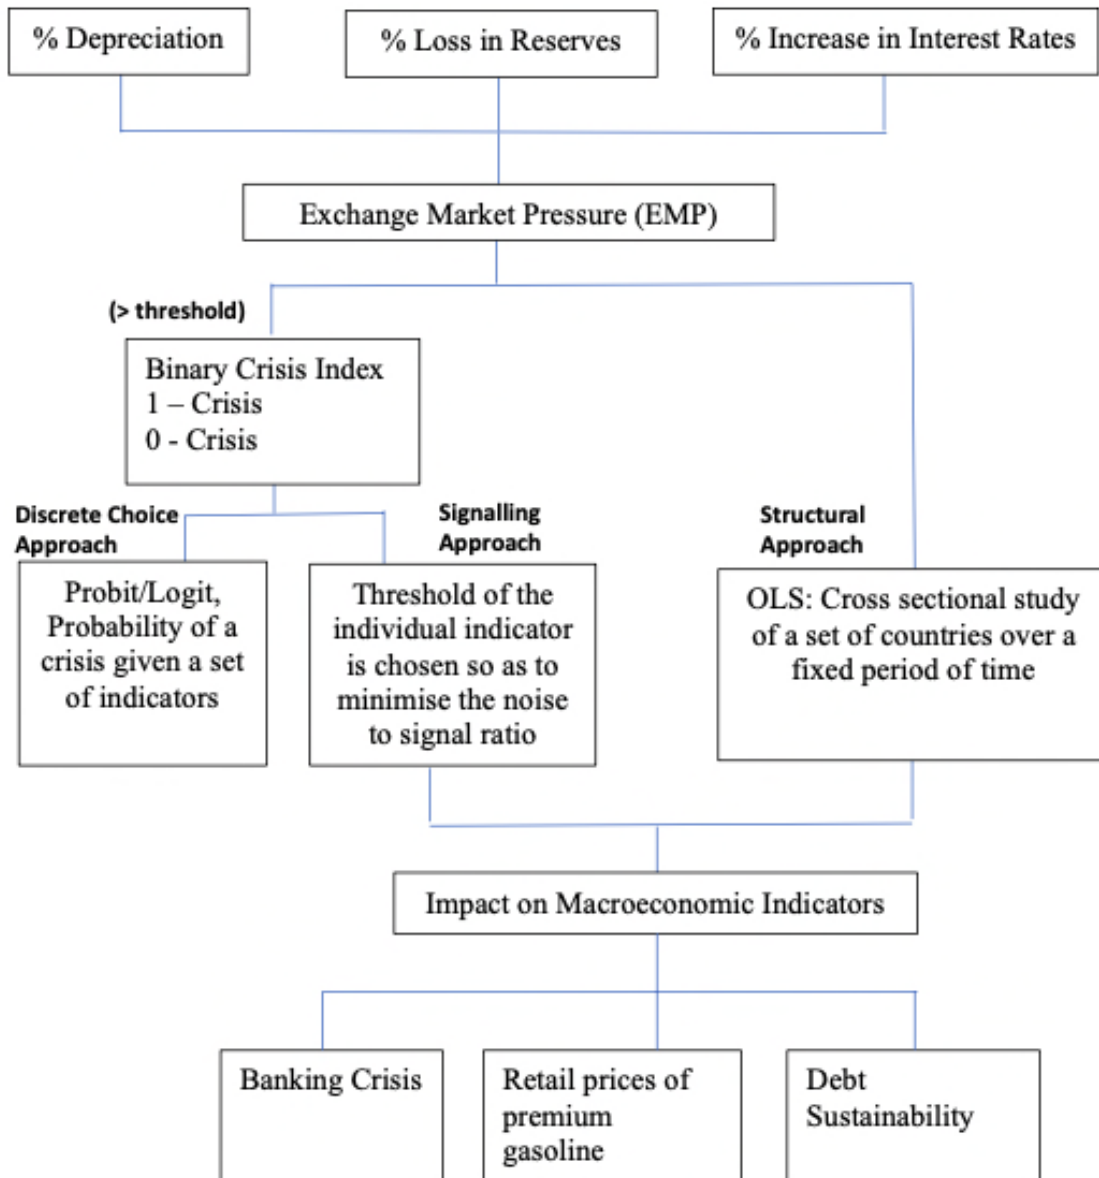 % Depreciation
% Loss in Reserves
% Increase in Interest Rates
Exchange Market Pressure (EMP)
(> threshold)
Binary Crisis Index
1 – Crisis
0 - Crisis
Discrete Choice
Approach
Signalling
Approach
Structural
Approach
Probit/Logit,
Probability of a
crisis given a set
of indicators
Threshold of the
individual indicator
is chosen so as to
minimise the noise
to signal ratio
OLS: Cross sectional study
of a set of countries over a
fixed period of time
Impact on Macroeconomic Indicators
Banking Crisis
Retail prices of
premium
gasoline
Debt
Sustainability